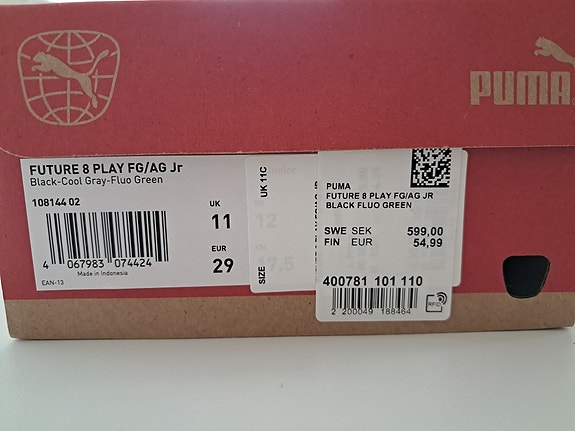 PUMA
FUTURE 8 PLAY FG/AG Jr
Black-Cool Gray-Fluo Green
108144 02
UK
11
EUR
29
4 067983 074424
Made in Indonesia
EAN-13
UK 11C
SIZE
12
17.5
PUMA
FUTURE 8 PLAY FG/AG JR
BLACK FLUO GREEN
SWE SEK 599,00
FIN EUR 54,99
400781 101 110
2 200049 188464
RFID